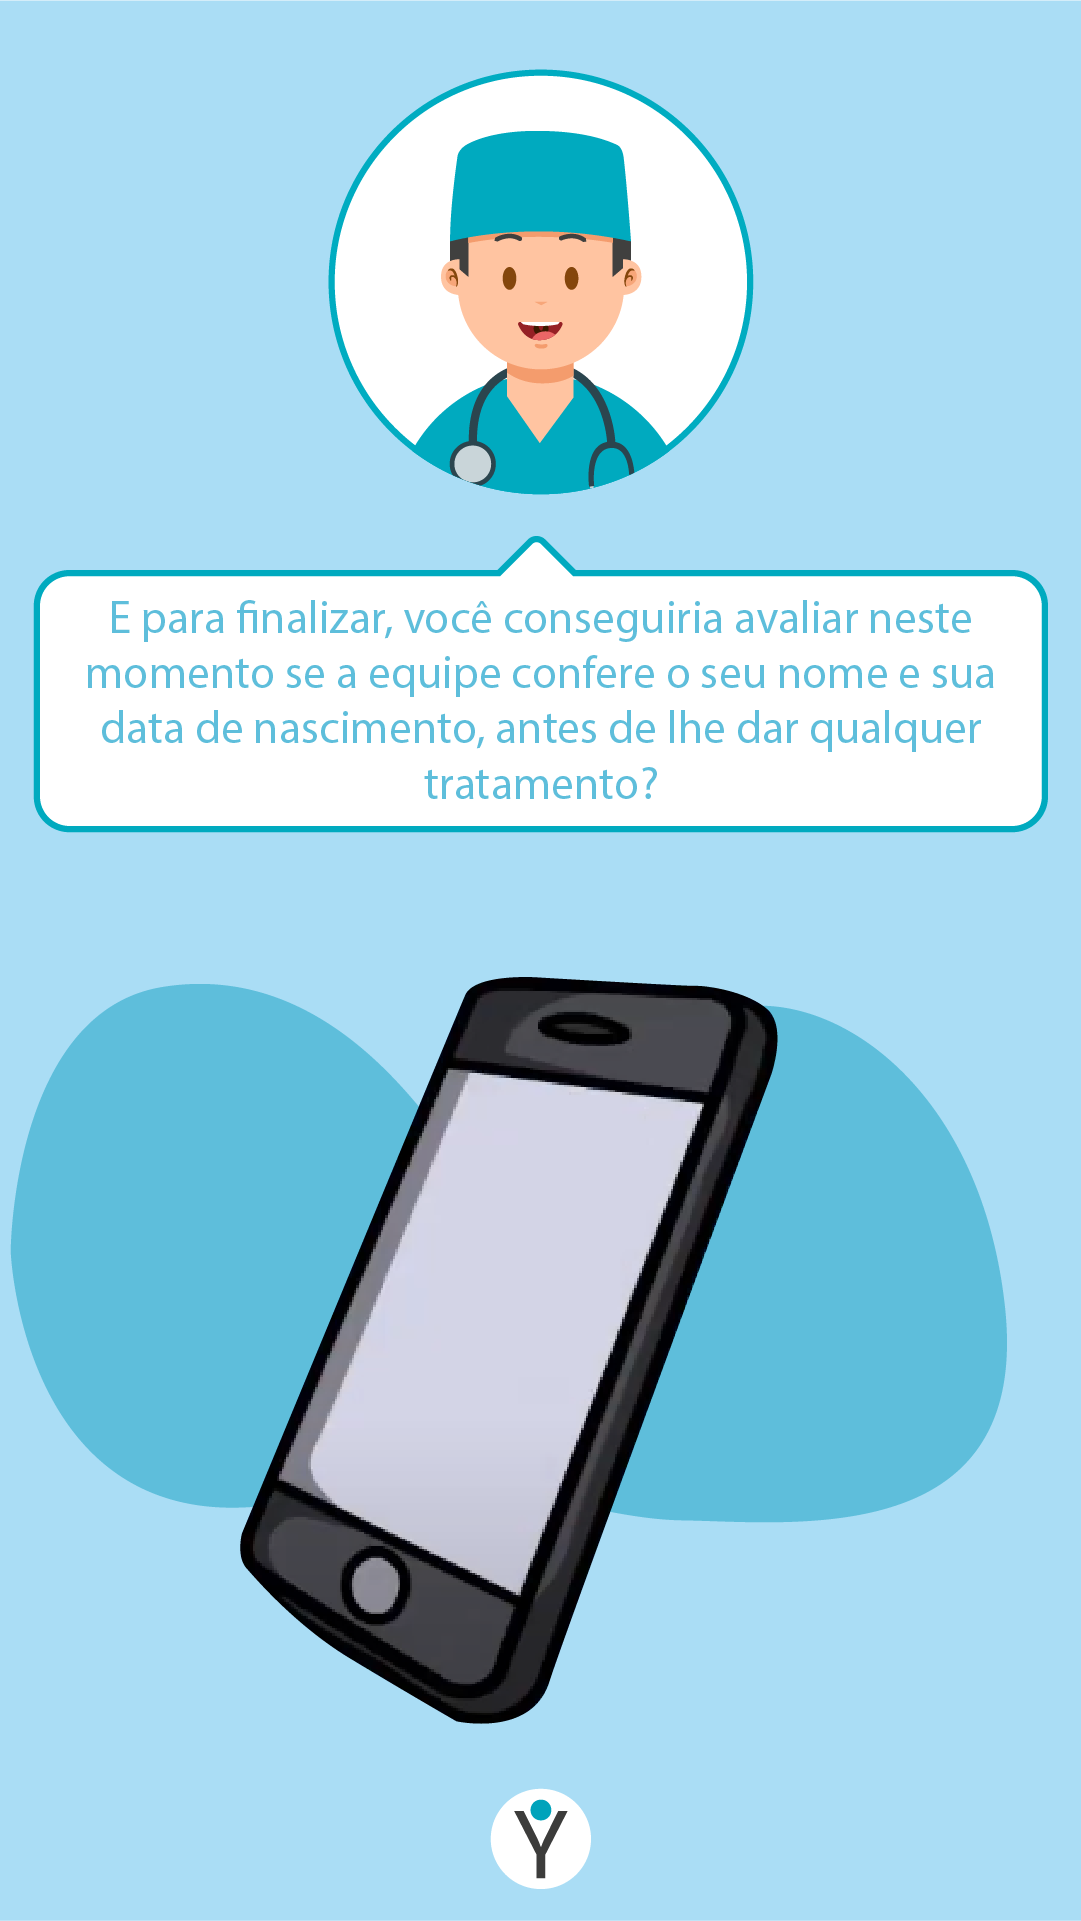 E para finalizar, você conseguiria avaliar neste
momento se a equipe confere o seu nome e sua
data de nascimento, antes de lhe dar qualquer
tratamento?
Y